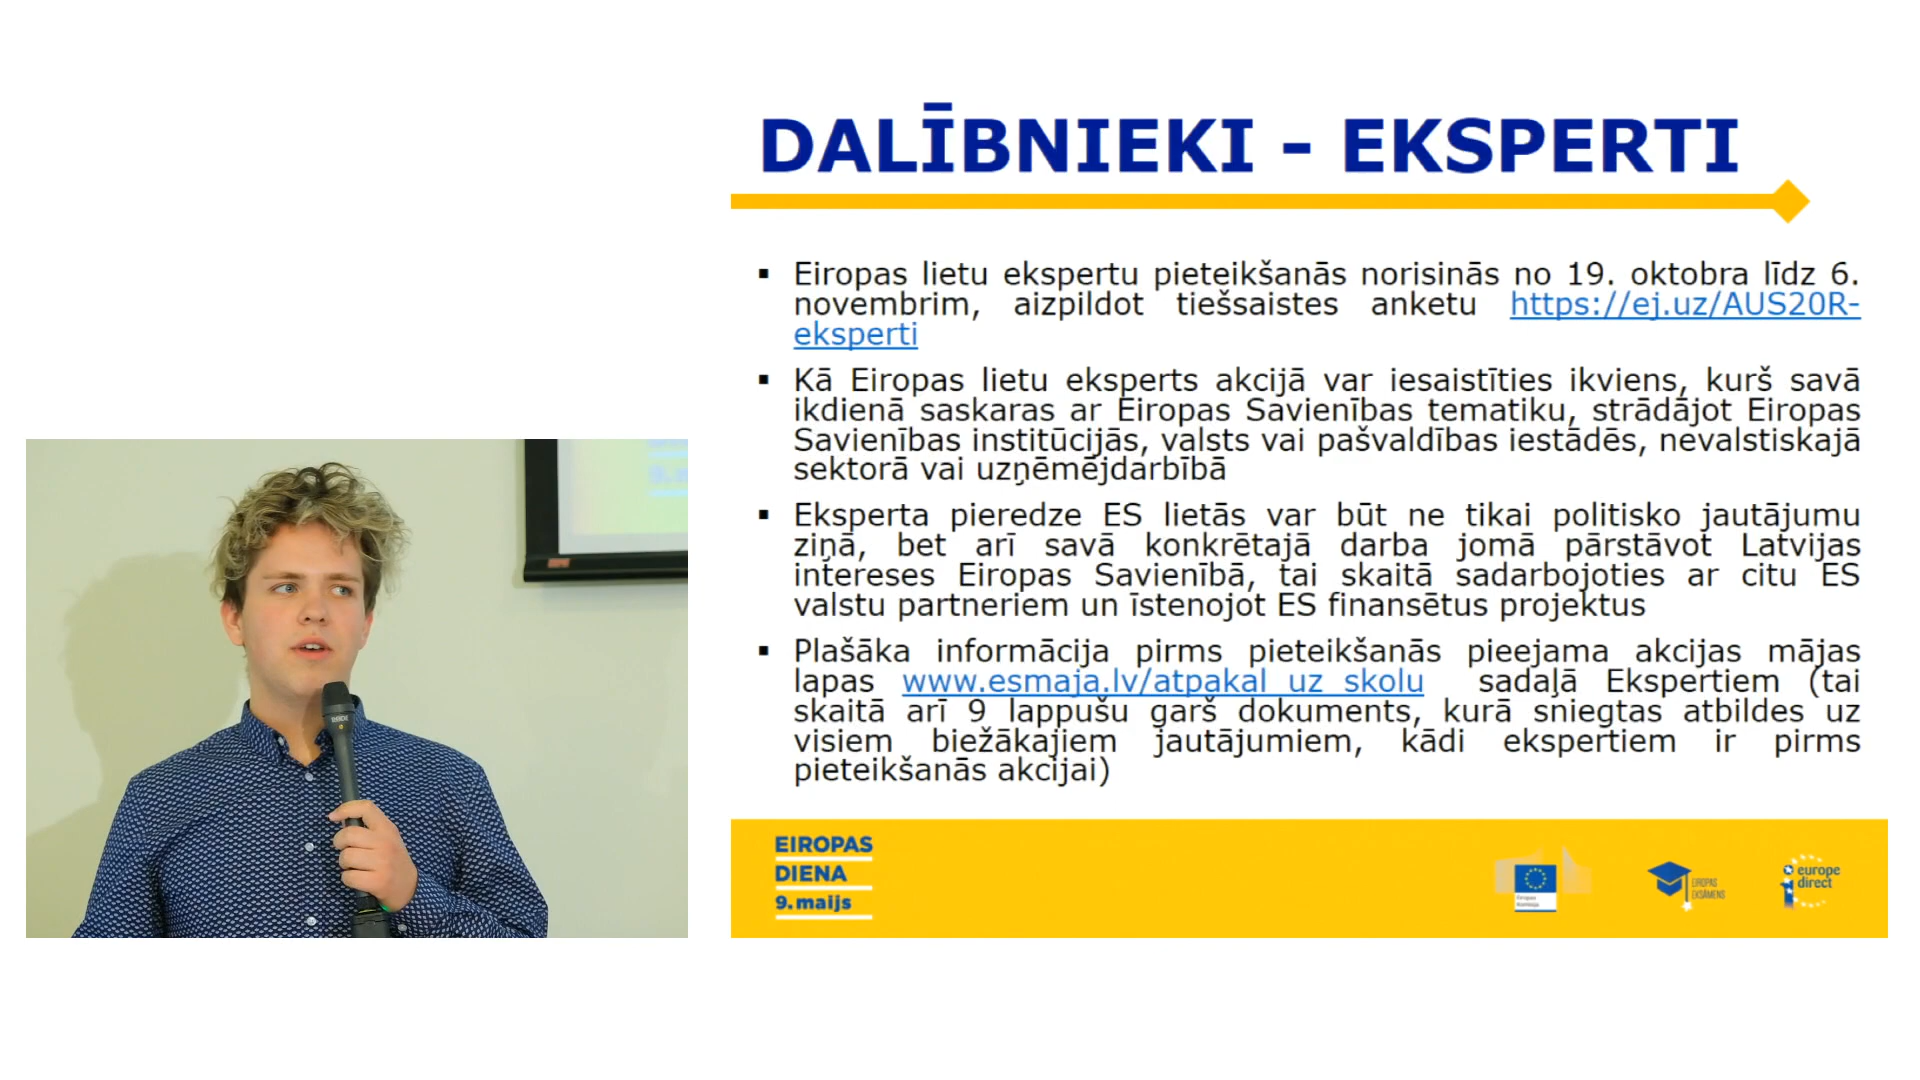 DALĪBNIEKI - EKSPERTI
▪ Eiropas lietu ekspertu pieteikšanās norisinās no 19. oktobra līdz 6.
novembrim, aizpildot tiešsaistes anketu https://ej.uz/AUS20R-
eksperti
▪ Kā Eiropas lietu eksperts akcijā var iesaistīties ikviens, kurš savā
ikdienā saskaras ar Eiropas Savienības tematiku, strādājot Eiropas
Savienības institūcijās, valsts vai pašvaldības iestādēs, nevalstiskajā
sektorā vai uzņēmējdarbībā
▪ Eksperta pieredze ES lietās var būt ne tikai politisko jautājumu
ziņā, bet arī savā konkrētajā darba jomā pārstāvot Latvijas
intereses Eiropas Savienībā, tai skaitā sadarbojoties ar citu ES
valstu partneriem un īstenojot ES finansētus projektus
▪ Plašāka informācija pirms pieteikšanās pieejama akcijas mājas
lapas www.esmaja.lv/atpakal_uz_skolu sadaļā Ekspertiem (tai
skaitā arī 9 lappušu garš dokuments, kurā sniegtas atbildes uz
visiem biežākajiem jautājumiem, kādi ekspertiem ir pirms
pieteikšanās akcijai)
EIROPAS
DIENA
9. maijs
Eiropas
Komisija
EIROPAS
EKSĀMENS
europe
direct